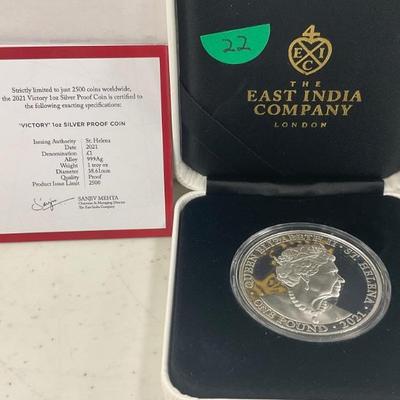 Strictly limited to just 2500 coins worldwide,
the 2021 Victory 1oz Silver Proof Coin is certified to
the following exacting specifications:
"VICTORY" 1oz SILVER PROOF COIN
Issuing Authority St. Helena
Date 2021
Denomination £1
Alloy 999Ag
Weight 1 troy oz
Diameter 38.61mm
Quality Proof
Product Issue Limit 2500
SANJIV MEHTA
Chairman & Managing Director
The East India Company
22
4
E I
C
THE
EAST INDIA
COMPANY
LONDON
QUEEN ELIZABETH II · ST. HELENA
ONE POUND · 2021